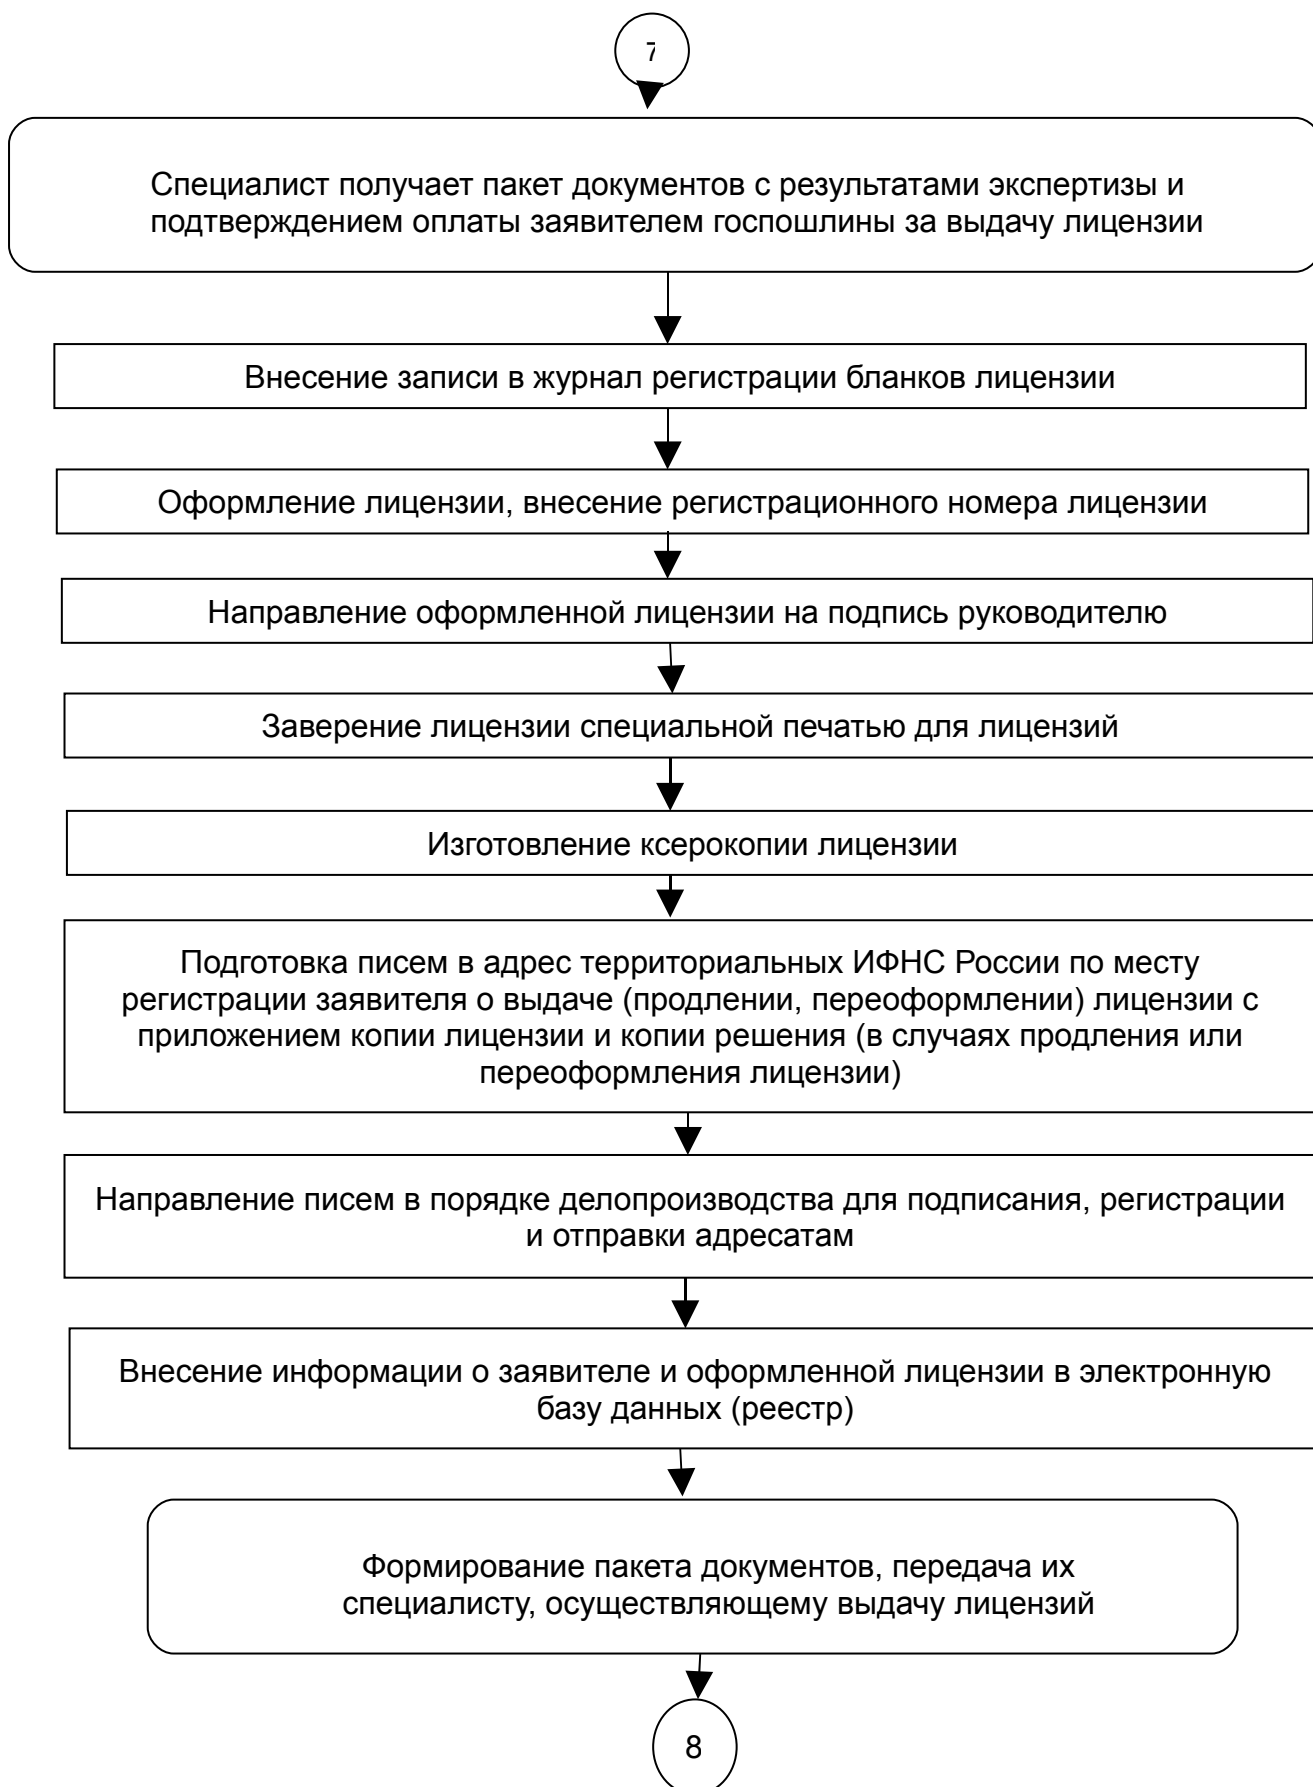 7
Специалист получает пакет документов с результатами экспертизы и
подтверждением оплаты заявителем госпошлины за выдачу лицензии
Внесение записи в журнал регистрации бланков лицензии
Оформление лицензии, внесение регистрационного номера лицензии
Направление оформленной лицензии на подпись руководителю
Заверение лицензии специальной печатью для лицензий
Изготовление ксерокопии лицензии
Подготовка писем в адрес территориальных ИФНС России по месту
регистрации заявителя о выдаче (продлении, переоформлении) лицензии с
приложением копии лицензии и копии решения (в случаях продления или
переоформления лицензии)
Направление писем в порядке делопроизводства для подписания, регистрации
и отправки адресатам
Внесение информации о заявителе и оформленной лицензии в электронную
базу данных (реестр)
Формирование пакета документов, передача их
специалисту, осуществляющему выдачу лицензий
8